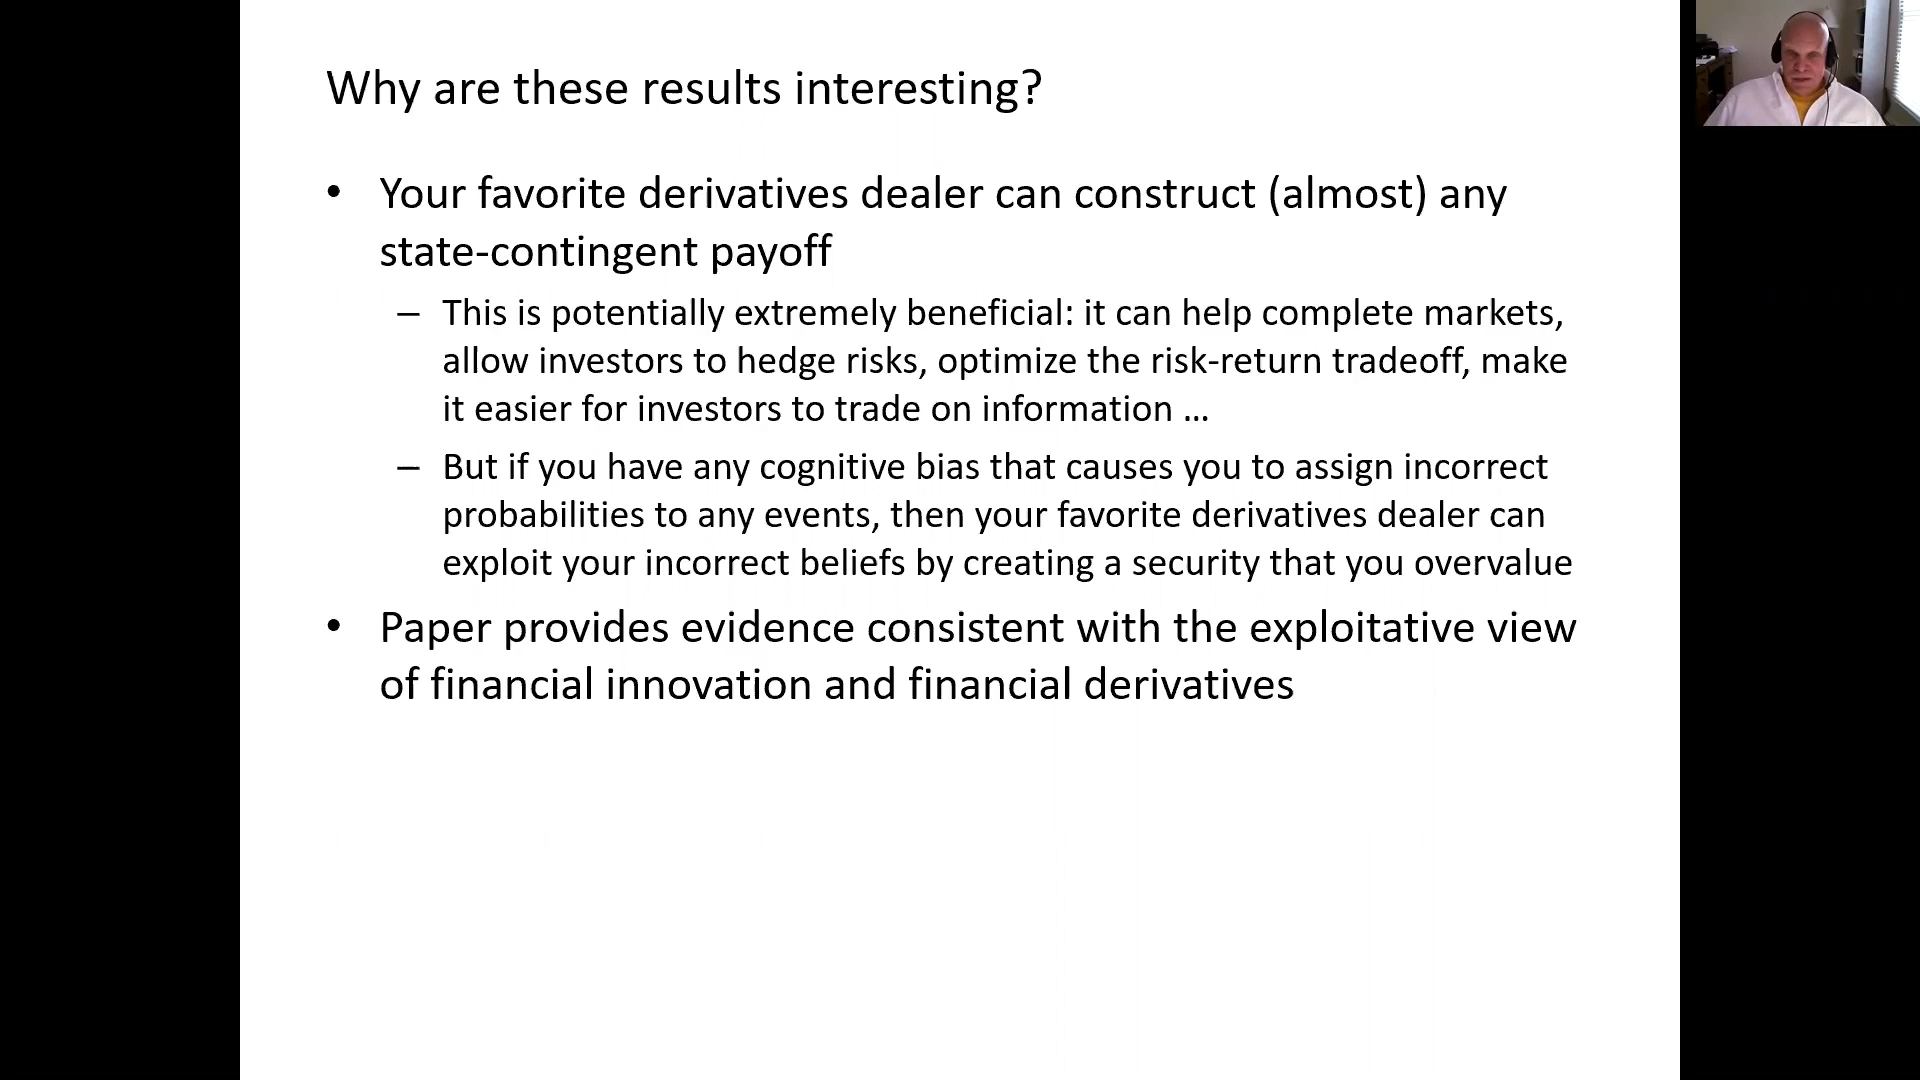 Why are these results interesting?
• Your favorite derivatives dealer can construct (almost) any
state-contingent payoff
– This is potentially extremely beneficial: it can help complete markets,
allow investors to hedge risks, optimize the risk-return tradeoff, make
it easier for investors to trade on information …
– But if you have any cognitive bias that causes you to assign incorrect
probabilities to any events, then your favorite derivatives dealer can
exploit your incorrect beliefs by creating a security that you overvalue
• Paper provides evidence consistent with the exploitative view
of financial innovation and financial derivatives